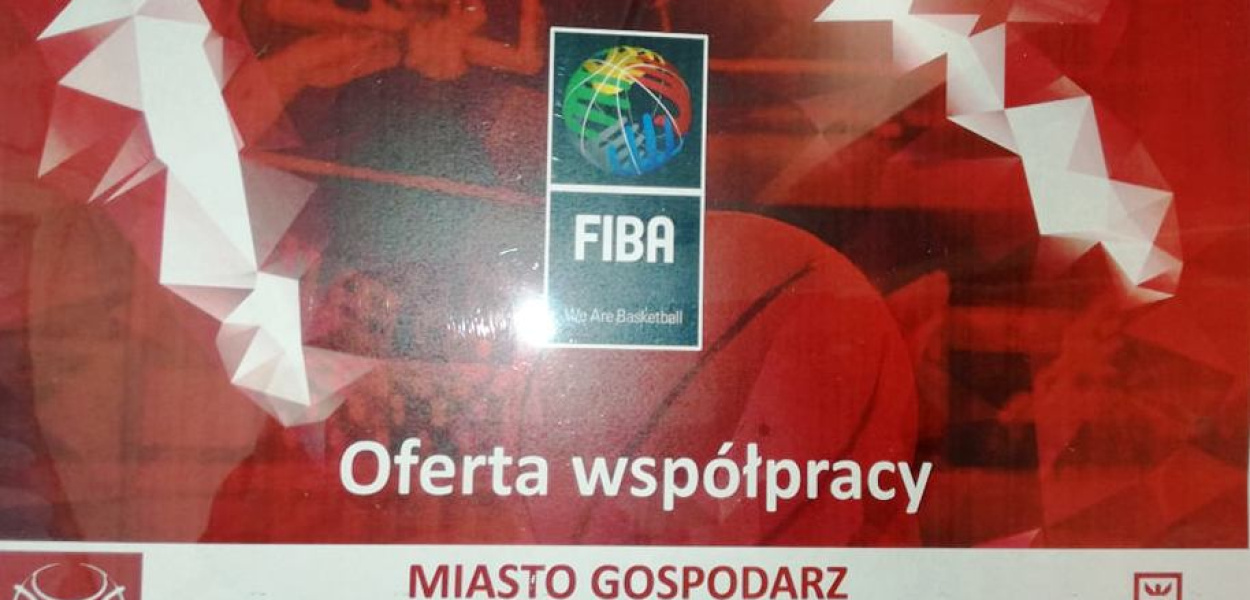 FIBA
We Are Basketball
Oferta współpracy
MIASTO GOSPODARZ